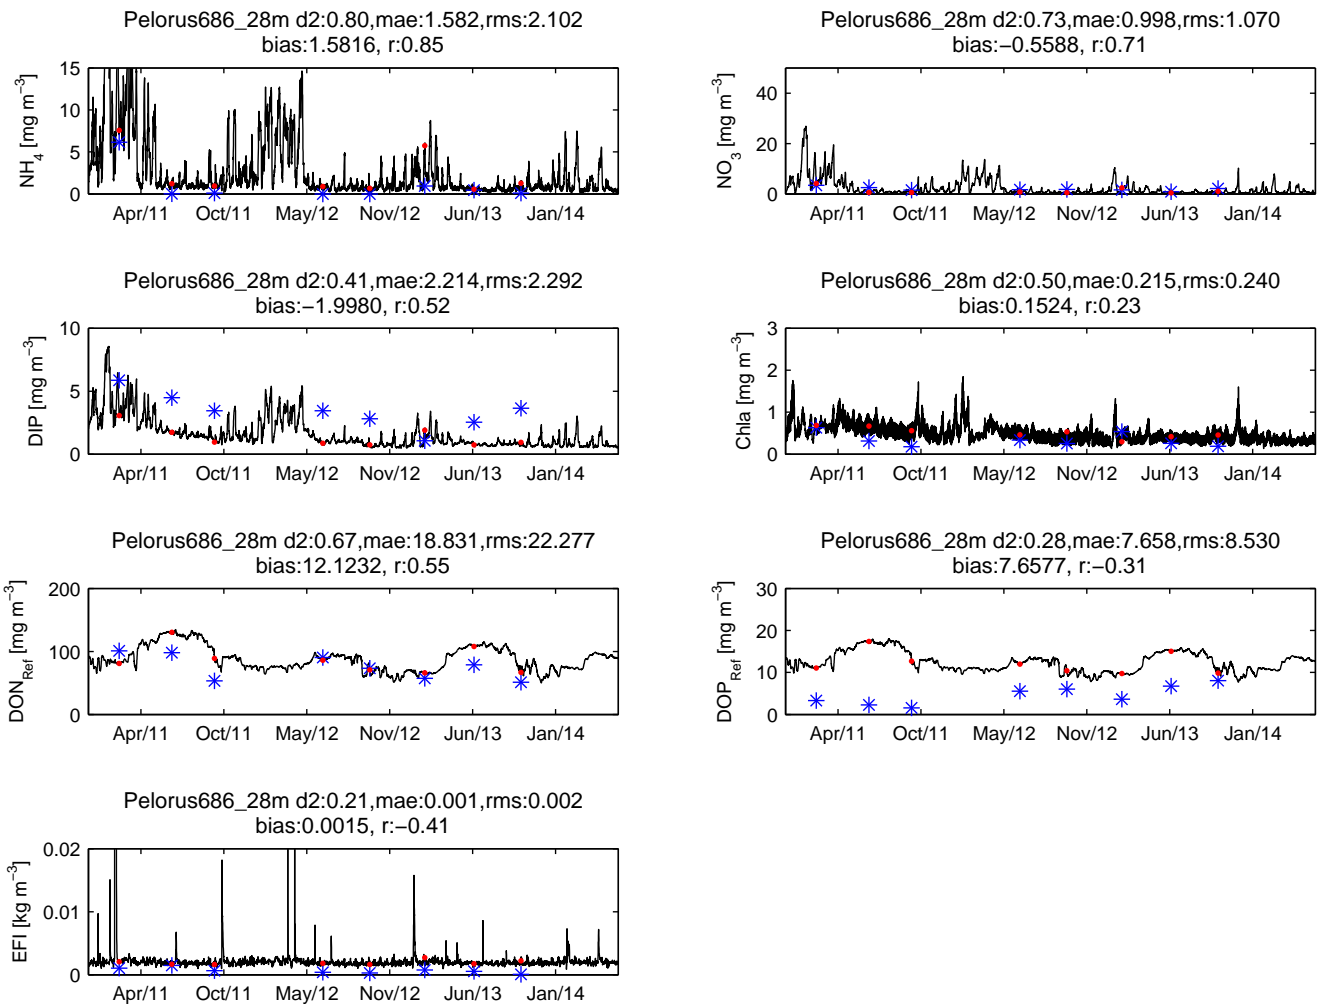 Pelorus686_28m d2:0.80,mae:1.582,rms:2.102
bias:1.5816, r:0.85
NH4 [mg m−3]
15
10
5
0
Apr/11 Oct/11 May/12 Nov/12 Jun/13 Jan/14
Pelorus686_28m d2:0.73,mae:0.998,rms:1.070
bias:−0.5588, r:0.71
NO3 [mg m−3]
40
20
0
Apr/11 Oct/11 May/12 Nov/12 Jun/13 Jan/14
Pelorus686_28m d2:0.41,mae:2.214,rms:2.292
bias:−1.9980, r:0.52
DIP [mg m−3]
10
5
0
Apr/11 Oct/11 May/12 Nov/12 Jun/13 Jan/14
Pelorus686_28m d2:0.50,mae:0.215,rms:0.240
bias:0.1524, r:0.23
Chla [mg m−3]
3
2
1
0
Apr/11 Oct/11 May/12 Nov/12 Jun/13 Jan/14
Pelorus686_28m d2:0.67,mae:18.831,rms:22.277
bias:12.1232, r:0.55
DONRef [mg m−3]
200
100
0
Apr/11 Oct/11 May/12 Nov/12 Jun/13 Jan/14
Pelorus686_28m d2:0.28,mae:7.658,rms:8.530
bias:7.6577, r:−0.31
DOPRef [mg m−3]
30
20
10
0
Apr/11 Oct/11 May/12 Nov/12 Jun/13 Jan/14
Pelorus686_28m d2:0.21,mae:0.001,rms:0.002
bias:0.0015, r:−0.41
EFI [kg m−3]
0.02
0.01
0
Apr/11 Oct/11 May/12 Nov/12 Jun/13 Jan/14